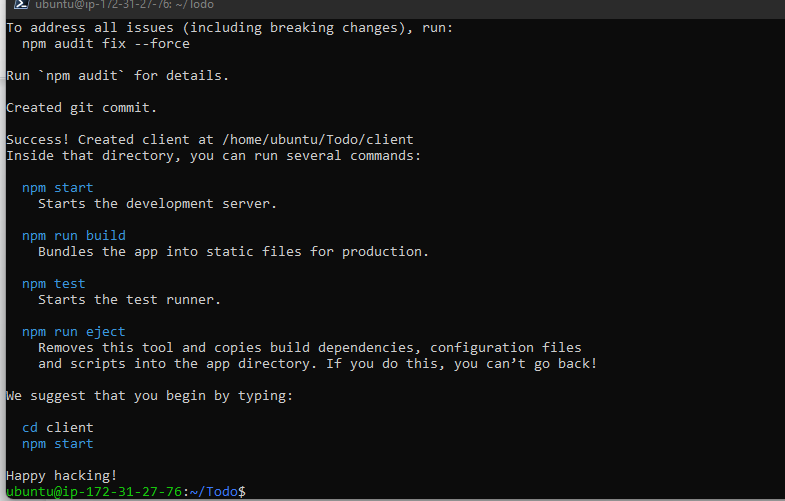 ubuntu@ip-172-31-27-76: ~/Todo
To address all issues (including breaking changes), run:
npm audit fix --force
Run `npm audit` for details.
Created git commit.
Success! Created client at /home/ubuntu/Todo/client
Inside that directory, you can run several commands:
npm start
Starts the development server.
npm run build
Bundles the app into static files for production.
npm test
Starts the test runner.
npm run eject
Removes this tool and copies build dependencies, configuration files
and scripts into the app directory. If you do this, you can’t go back!
We suggest that you begin by typing:
cd client
npm start
Happy hacking!
ubuntu@ip-172-31-27-76:~/Todo$